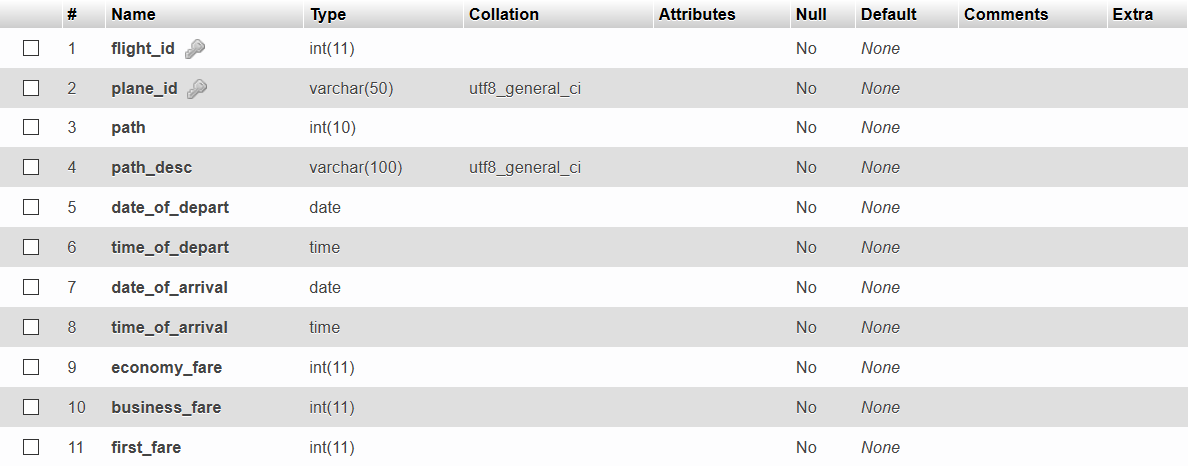 # Name Type Collation Attributes Null Default Comments Extra
1 flight_id int(11) No None
2 plane_id varchar(50) utf8_general_ci No None
3 path int(10) No None
4 path_desc varchar(100) utf8_general_ci No None
5 date_of_depart date No None
6 time_of_depart time No None
7 date_of_arrival date No None
8 time_of_arrival time No None
9 economy_fare int(11) No None
10 business_fare int(11) No None
11 first_fare int(11) No None